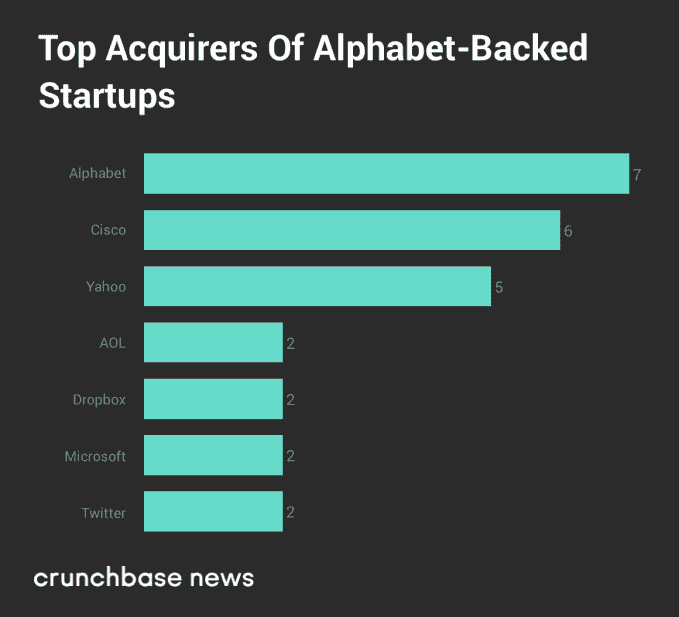 Top Acquirers Of Alphabet-Backed
Startups
Alphabet 7
Cisco 6
Yahoo 5
AOL 2
Dropbox 2
Microsoft 2
Twitter 2
crunchbase news